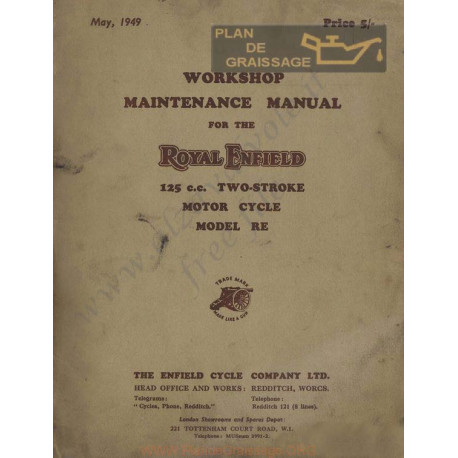 May, 1949
Price 5/-
PLAN
DE
GRAISSAGE
WORKSHOP
MAINTENANCE MANUAL
FOR THE
ROYAL ENFIELD
125 c.c. TWO-STROKE
MOTOR CYCLE
MODEL RE
TRADE MARK
MADE LIKE A GUN
THE ENFIELD CYCLE COMPANY LTD.
HEAD OFFICE AND WORKS: REDDITCH, WORCS.
Telegrams: Telephone:
"Cycles, Phone, Redditch." Redditch 121 (8 lines).
London Showrooms and Spares Depot:
221 TOTTENHAM COURT ROAD, W.1.
Telephone: